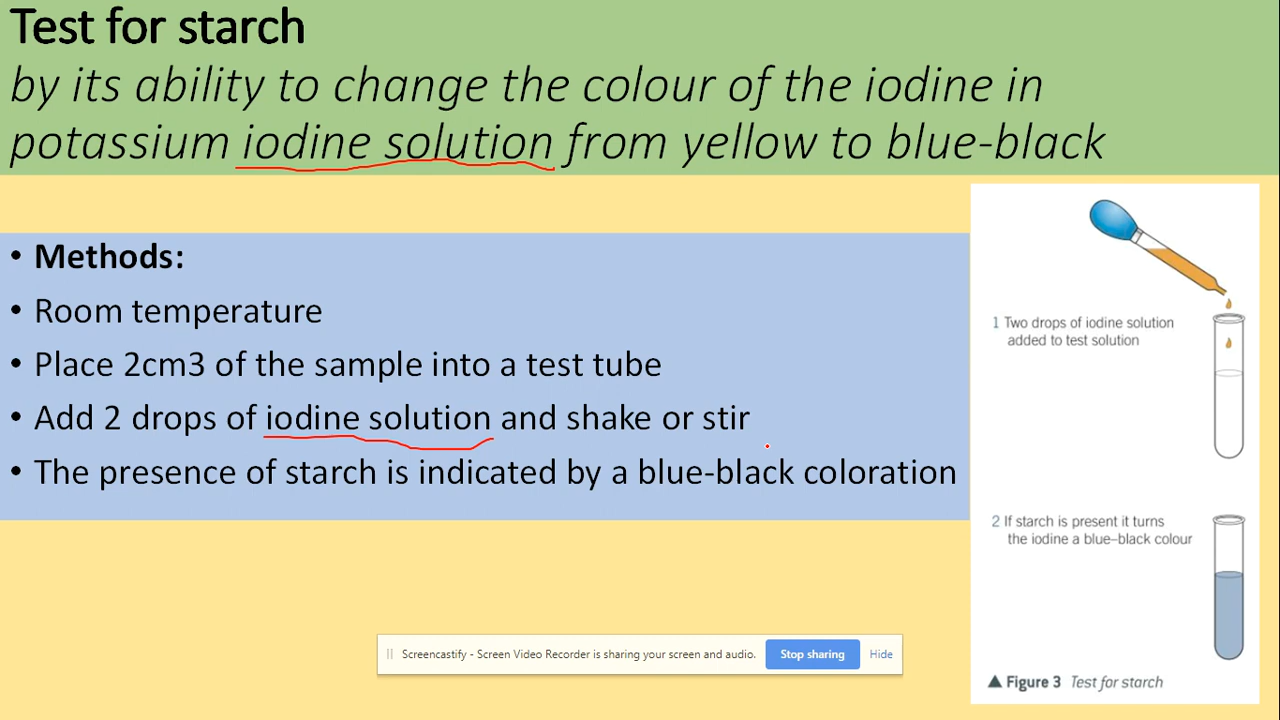 Test for starch
by its ability to change the colour of the iodine in
potassium iodine solution from yellow to blue-black
• Methods:
• Room temperature
• Place 2cm3 of the sample into a test tube
• Add 2 drops of iodine solution and shake or stir
• The presence of starch is indicated by a blue-black coloration
1 Two drops of iodine solution
added to test solution
2 If starch is present it turns
the iodine a blue–black colour
▲ Figure 3 Test for starch
Screencastify - Screen Video Recorder is sharing your screen and audio. Stop sharing Hide